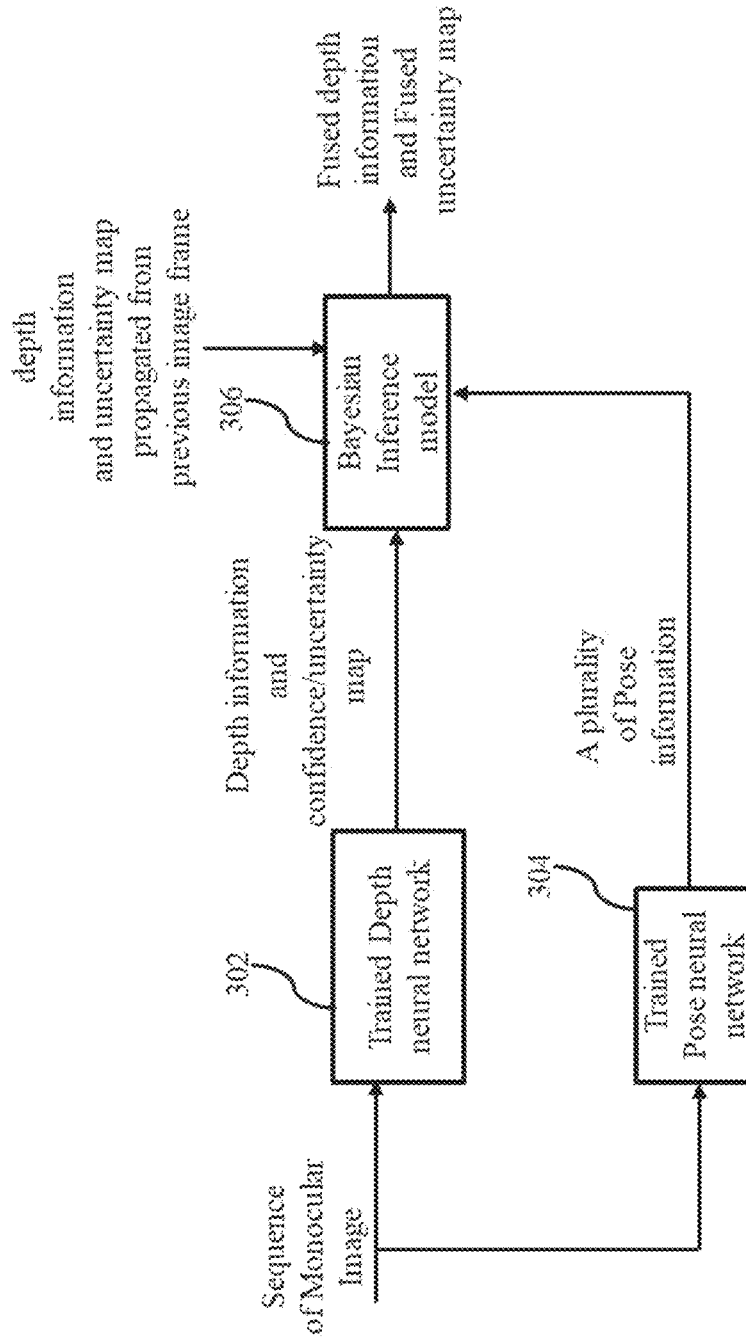 Sequence
of Monocular
Image
302
Trained Depth
neural network
304
Trained
Pose neural
network
Depth information
and
confidence/uncertainty
map
A plurality
of Pose
information
depth
information
and uncertainty map
propagated from
previous image frame
306
Bayesian
Inference
model
Fused depth
information
and Fused
uncertainty map